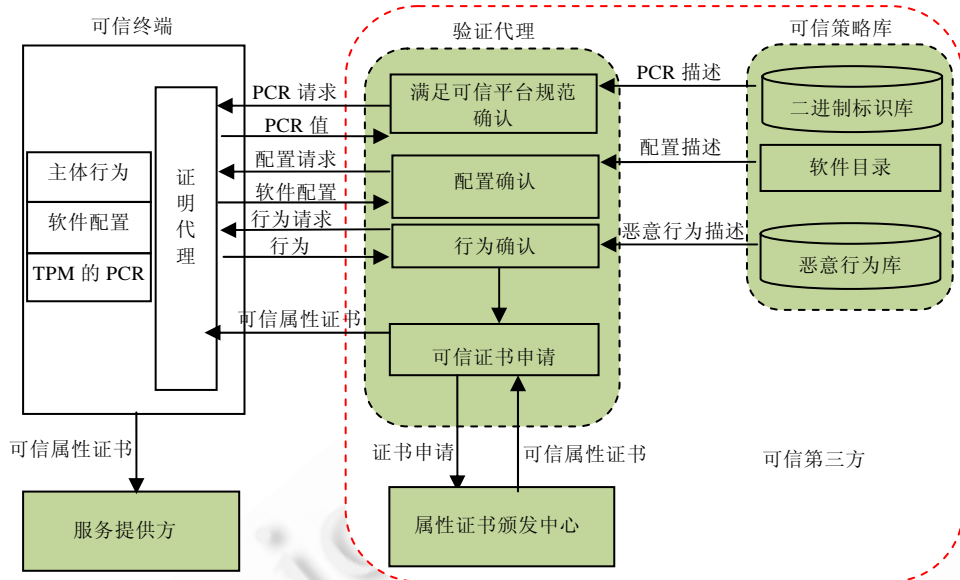 可信终端
验证代理
可信策略库
PCR 请求
PCR 值
配置请求
软件配置
行为请求
行为
可信属性证书
主体行为
软件配置
TPM 的 PCR
证明代理
满足可信平台规范
确认
配置确认
行为确认
可信证书申请
PCR 描述
配置描述
恶意行为描述
二进制标识库
软件目录
恶意行为库
可信属性证书
证书申请
可信属性证书
可信第三方
服务提供方
属性证书颁发中心